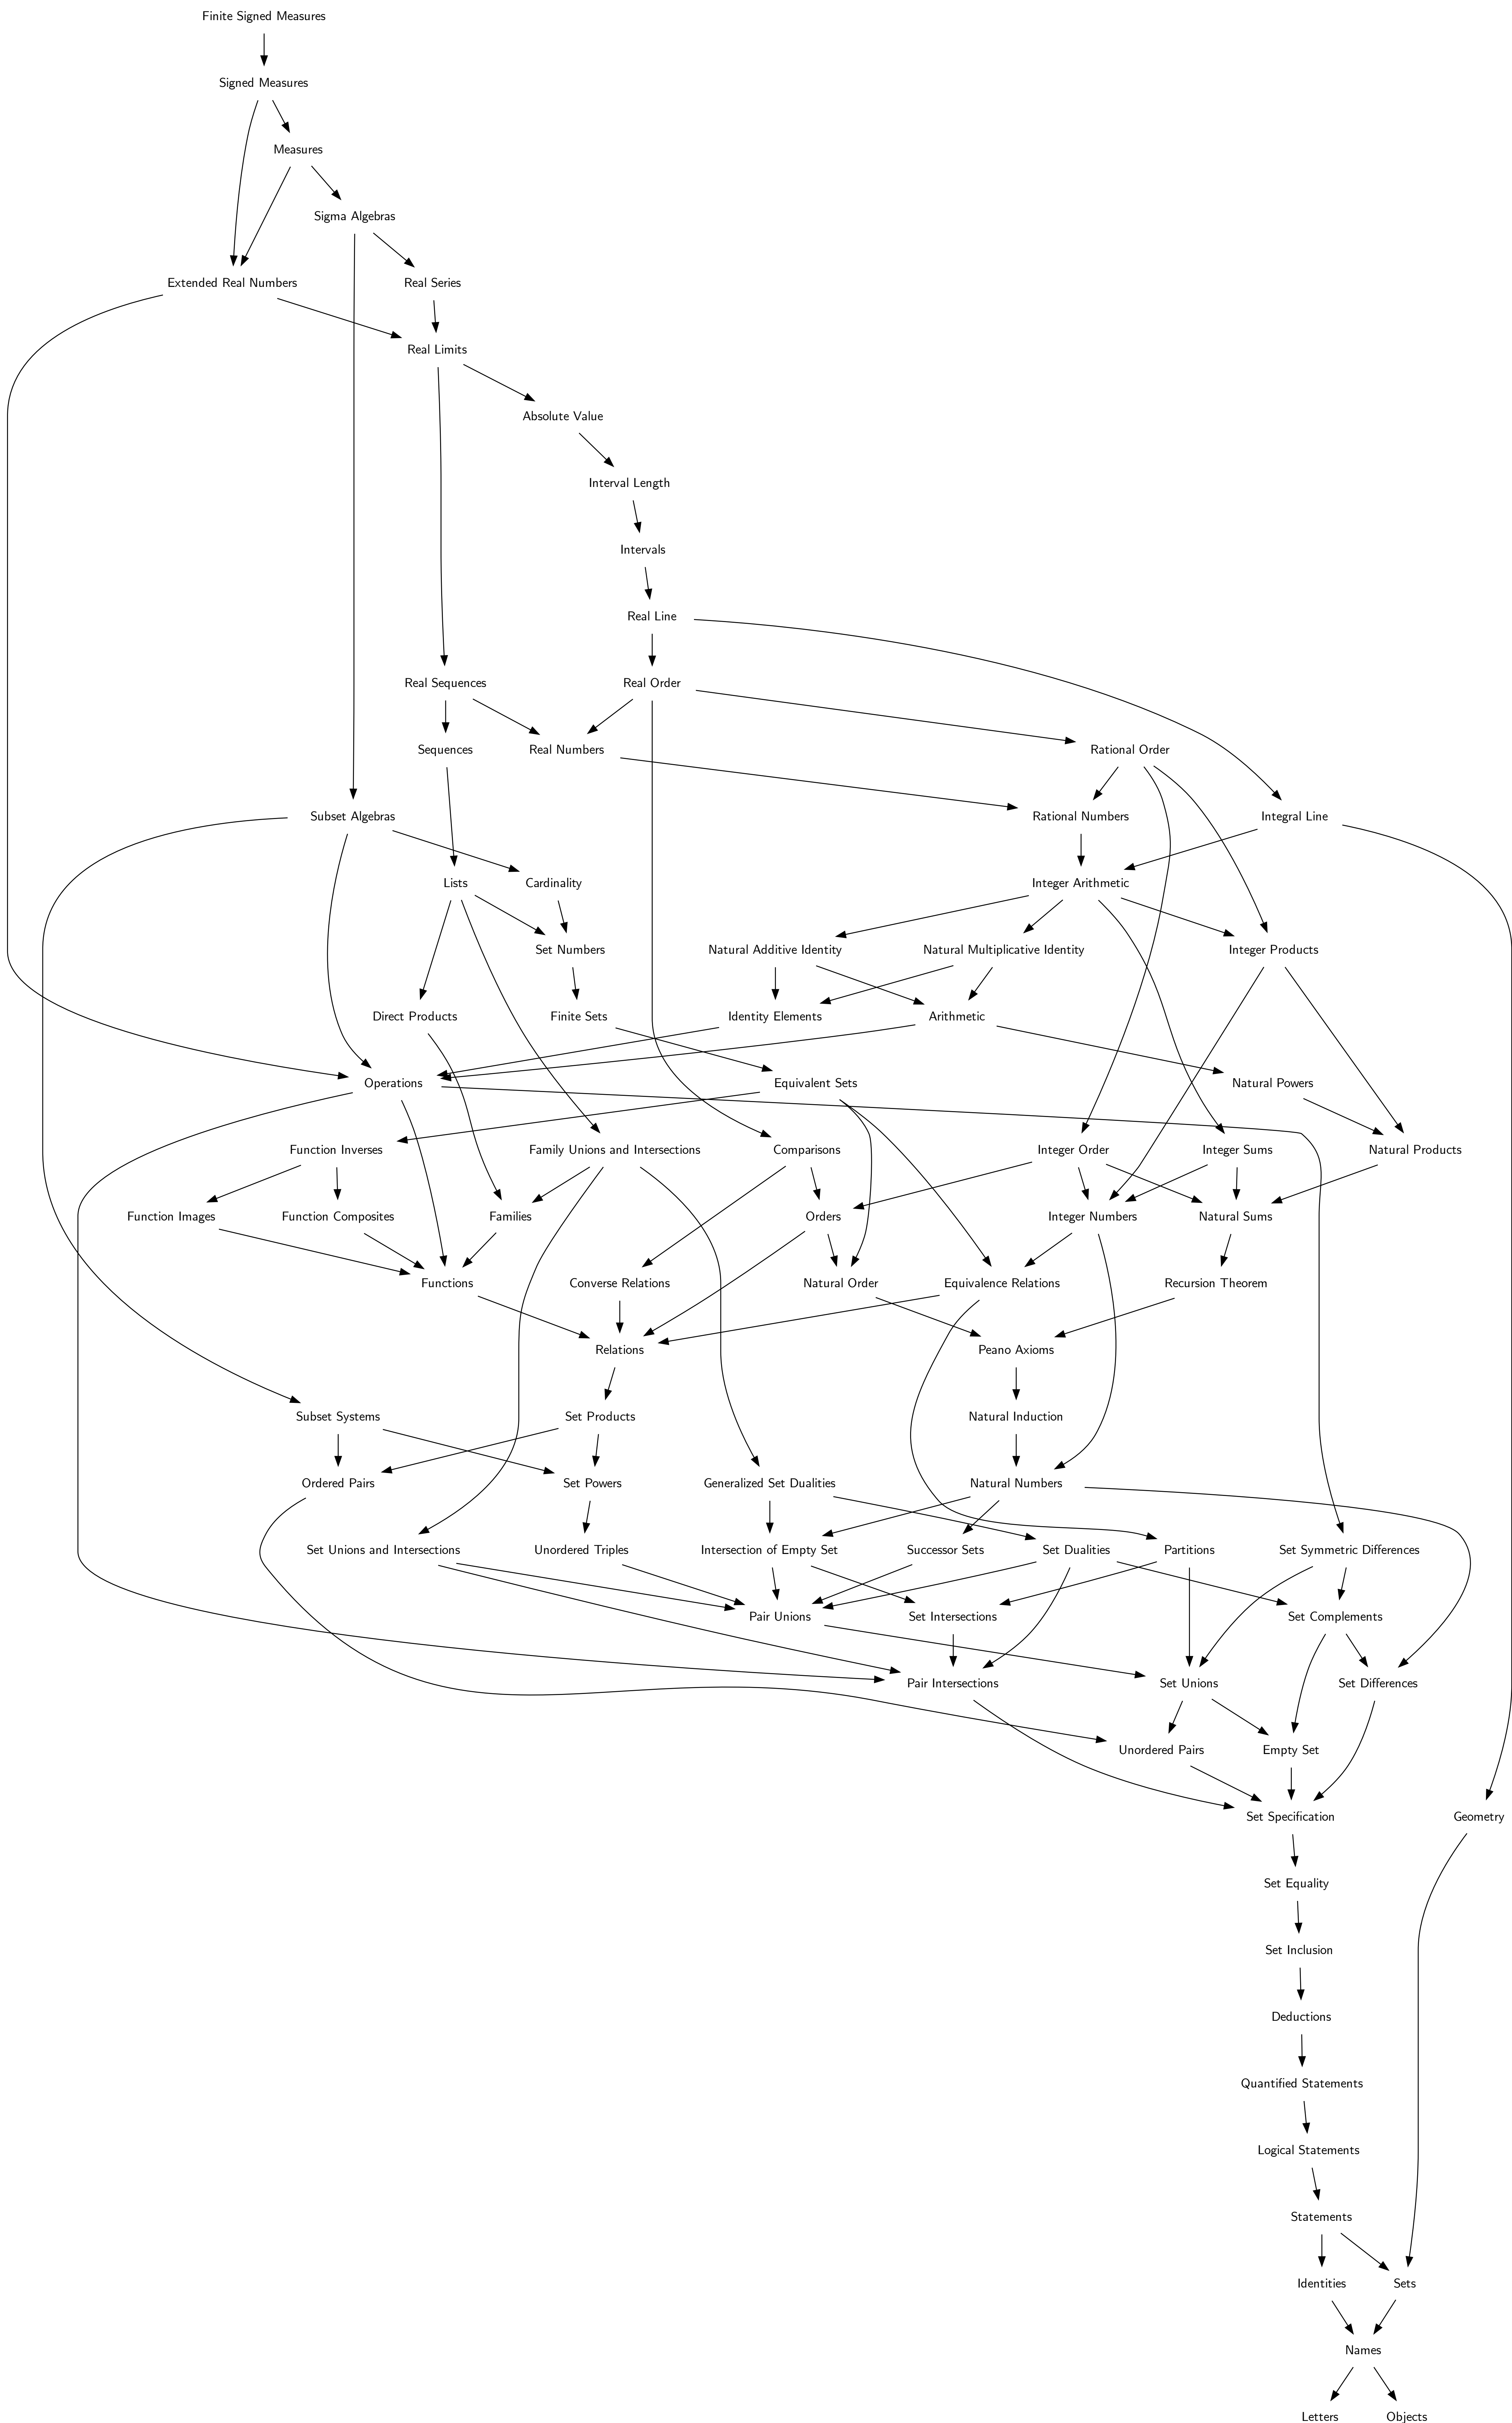 Finite Signed Measures
Signed Measures
Measures
Sigma Algebras
Extended Real Numbers
Real Series
Real Limits
Absolute Value
Interval Length
Intervals
Real Line
Real Sequences
Real Order
Sequences
Real Numbers
Rational Order
Subset Algebras
Rational Numbers
Integral Line
Lists
Cardinality
Integer Arithmetic
Set Numbers
Natural Additive Identity
Natural Multiplicative Identity
Integer Products
Direct Products
Finite Sets
Identity Elements
Arithmetic
Operations
Equivalent Sets
Natural Powers
Function Inverses
Family Unions and Intersections
Comparisons
Integer Order
Integer Sums
Natural Products
Function Images
Function Composites
Families
Orders
Integer Numbers
Natural Sums
Functions
Converse Relations
Natural Order
Equivalence Relations
Recursion Theorem
Relations
Peano Axioms
Subset Systems
Set Products
Natural Induction
Ordered Pairs
Set Powers
Generalized Set Dualities
Natural Numbers
Set Unions and Intersections
Unordered Triples
Intersection of Empty Set
Successor Sets
Set Dualities
Partitions
Set Symmetric Differences
Pair Unions
Set Intersections
Set Complements
Pair Intersections
Set Unions
Set Differences
Unordered Pairs
Empty Set
Set Specification
Geometry
Set Equality
Set Inclusion
Deductions
Quantified Statements
Logical Statements
Statements
Identities
Sets
Names
Letters
Objects